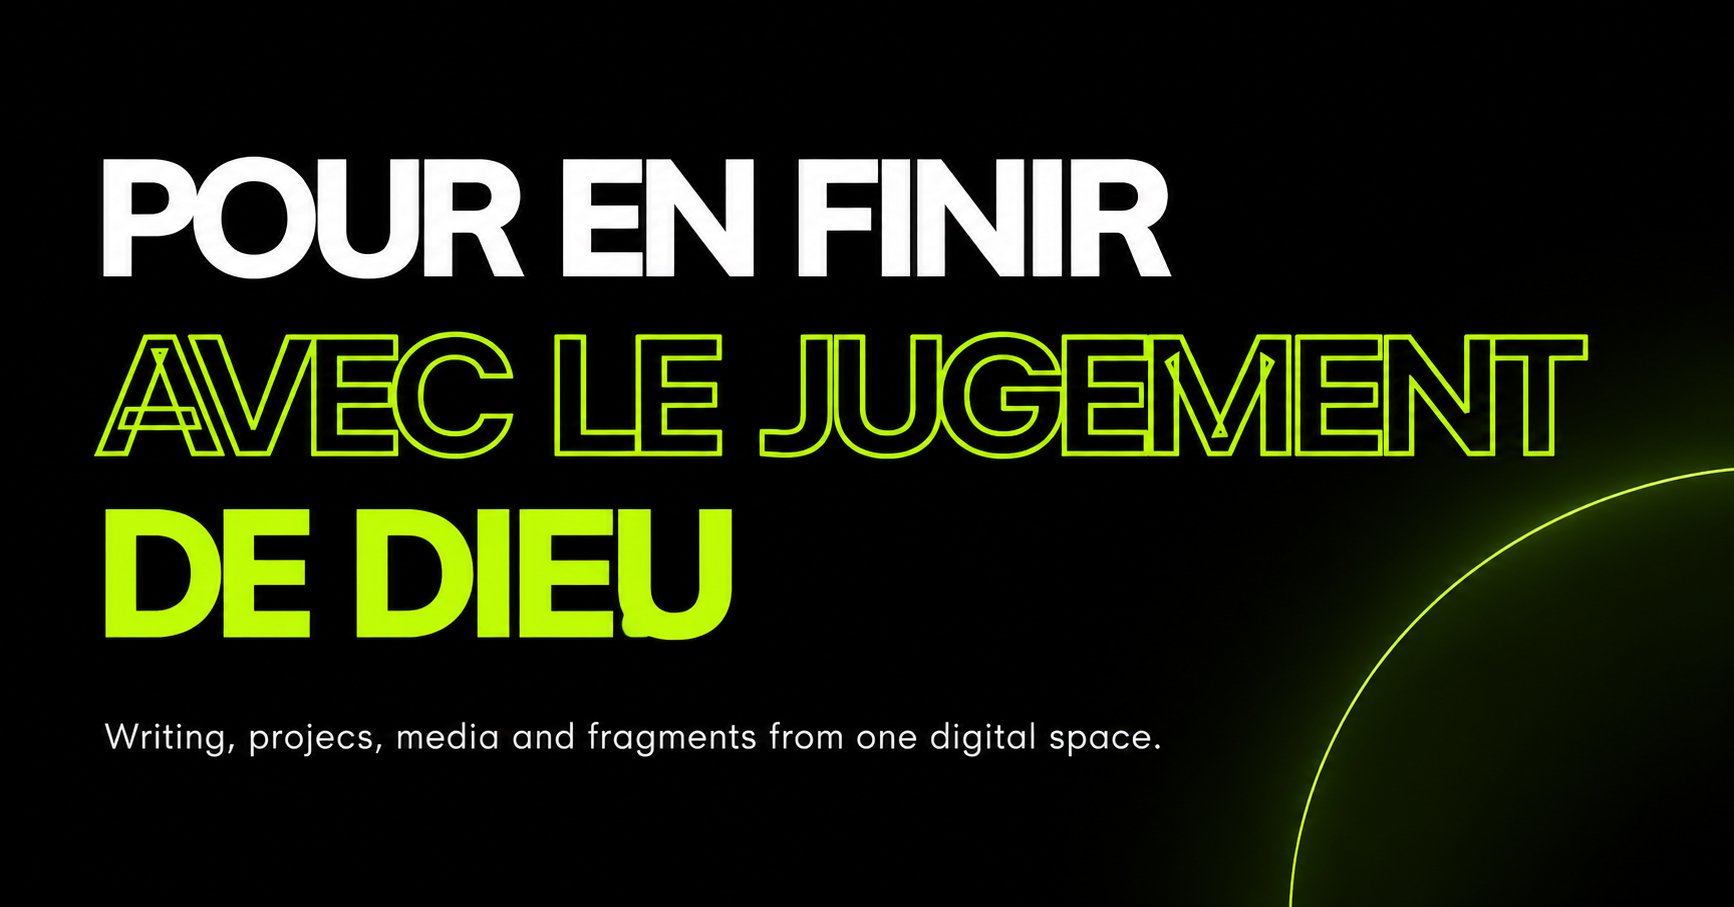 POUR EN FINIR
AVEC LE JUGEMENT
DE DIEU
Writing, projecs, media and fragments from one digital space.